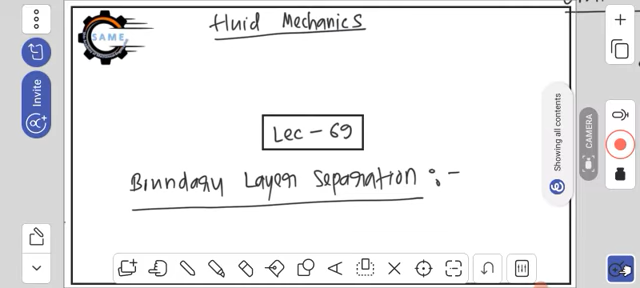 Fluid Mechanics
SAME
Lec - 69
Boundary Layer Separation :-
Invite
Showing all contents
CAMERA